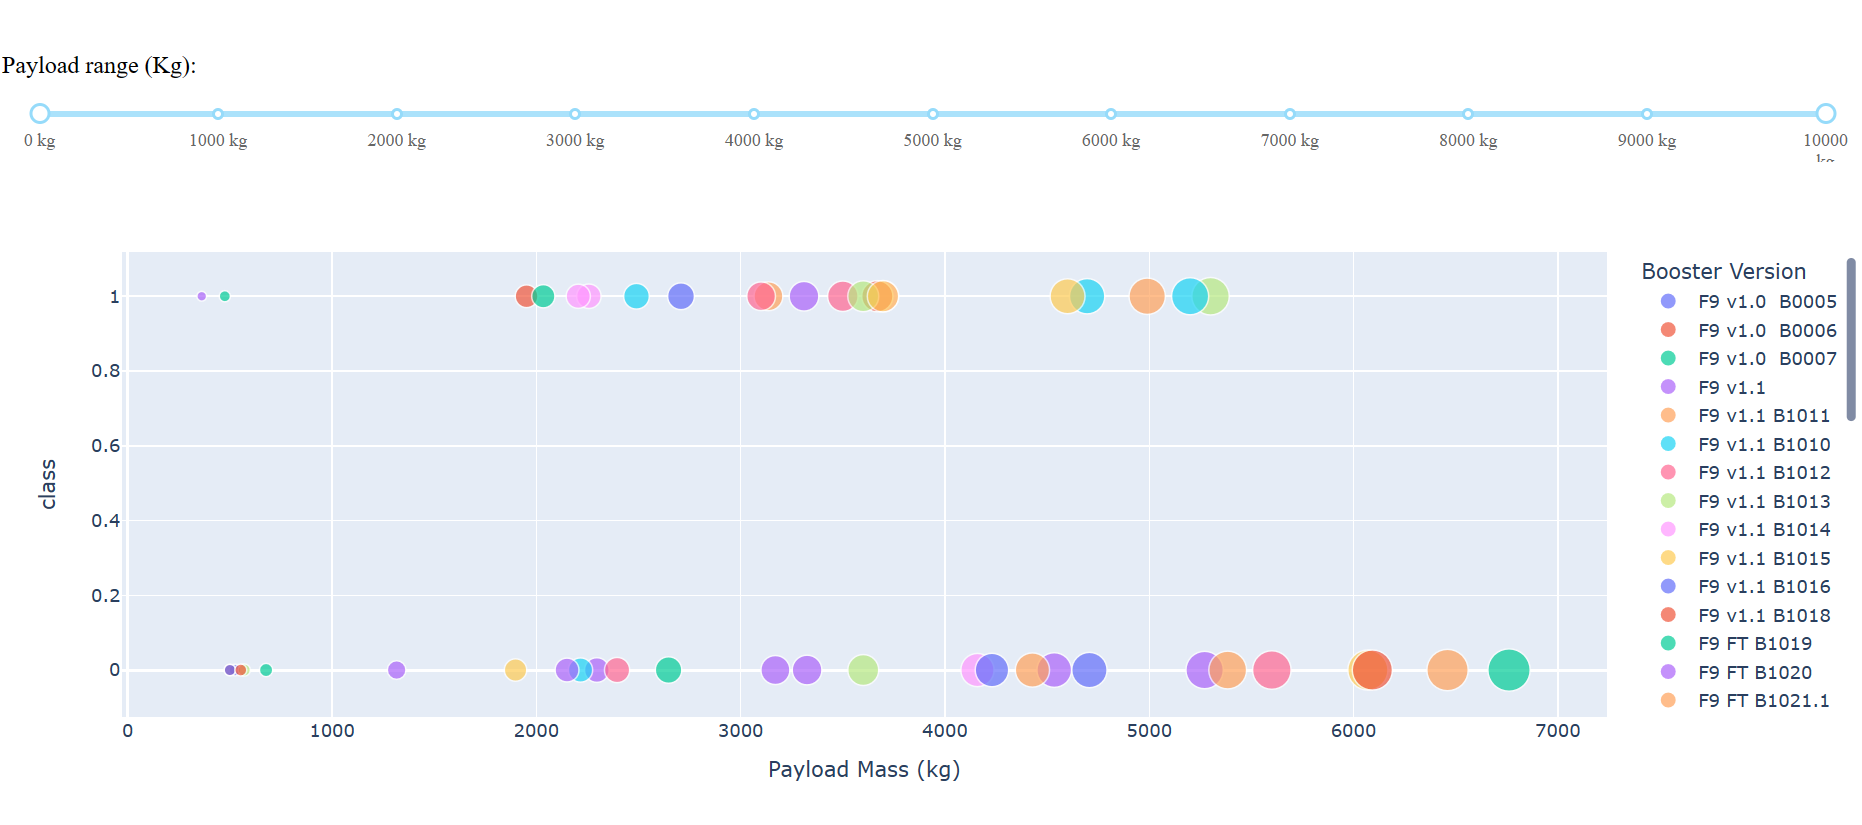 Payload range (Kg):
0 kg 1000 kg 2000 kg 3000 kg 4000 kg 5000 kg 6000 kg 7000 kg 8000 kg 9000 kg 10000
kg
Booster Version
F9 v1.0  B0005
F9 v1.0  B0006
F9 v1.0  B0007
F9 v1.1
F9 v1.1 B1011
F9 v1.1 B1010
F9 v1.1 B1012
F9 v1.1 B1013
F9 v1.1 B1014
F9 v1.1 B1015
F9 v1.1 B1016
F9 v1.1 B1018
F9 FT B1019
F9 FT B1020
F9 FT B1021.1
1
0.8
0.6
0.4
0.2
0
class
0 1000 2000 3000 4000 5000 6000 7000
Payload Mass (kg)